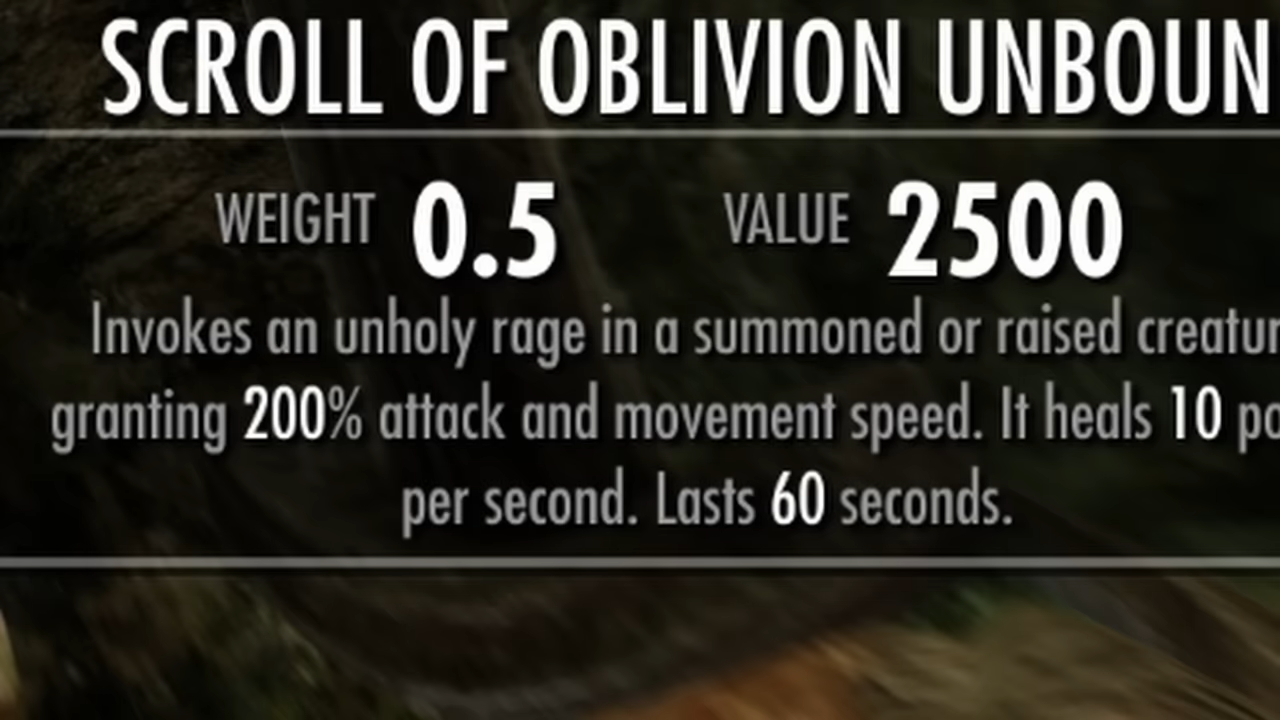 SCROLL OF OBLIVION UNBOUN
WEIGHT 0.5 VALUE 2500
Invokes an unholy rage in a summoned or raised creatur
granting 200% attack and movement speed. It heals 10 po
per second. Lasts 60 seconds.